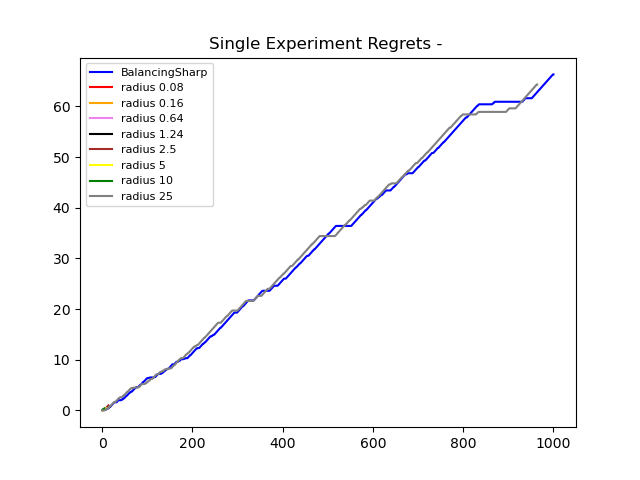 Single Experiment Regrets -
BalancingSharp
radius 0.08
radius 0.16
radius 0.64
radius 1.24
radius 2.5
radius 5
radius 10
radius 25
60
50
40
30
20
10
0
0 200 400 600 800 1000